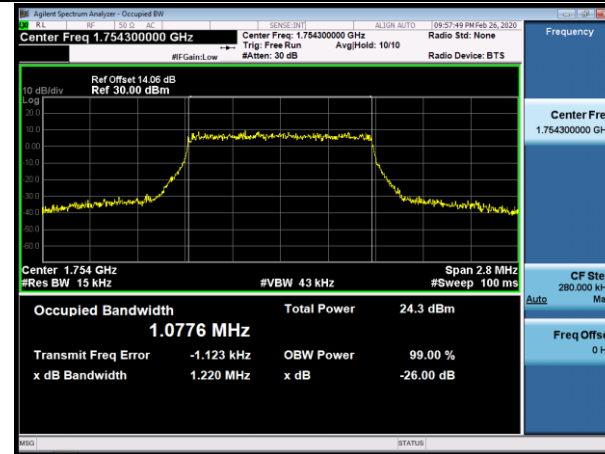 Agilent Spectrum Analyzer - Occupied BW
RL RF 50 Ω AC SENSE:INT ALIGN AUTO 09:57:49 PM Feb 26, 2020
Center Freq 1.754300000 GHz
Center Freq: 1.754300000 GHz
Radio Std: None
Trig: Free Run Avg|Hold: 10/10
#IFGain:Low
#Atten: 30 dB
Radio Device: BTS
Frequency
Ref Offset 14.06 dB
10 dB/div Ref 30.00 dBm
Log
20.0
10.0
0.00
-10.0
-20.0
-30.0
-40.0
-50.0
-60.0
Center 1.754 GHz
Span 2.8 MHz
#Res BW 15 kHz
#VBW 43 kHz
#Sweep 100 ms
Occupied Bandwidth
1.0776 MHz
Total Power 24.3 dBm
Transmit Freq Error -1.123 kHz
OBW Power 99.00 %
x dB Bandwidth 1.220 MHz
x dB -26.00 dB
Center Fre
1.754300000 GH
CF Ste
280.000 kH
Auto Ma
Freq Offse
0 H
MSG
STATUS